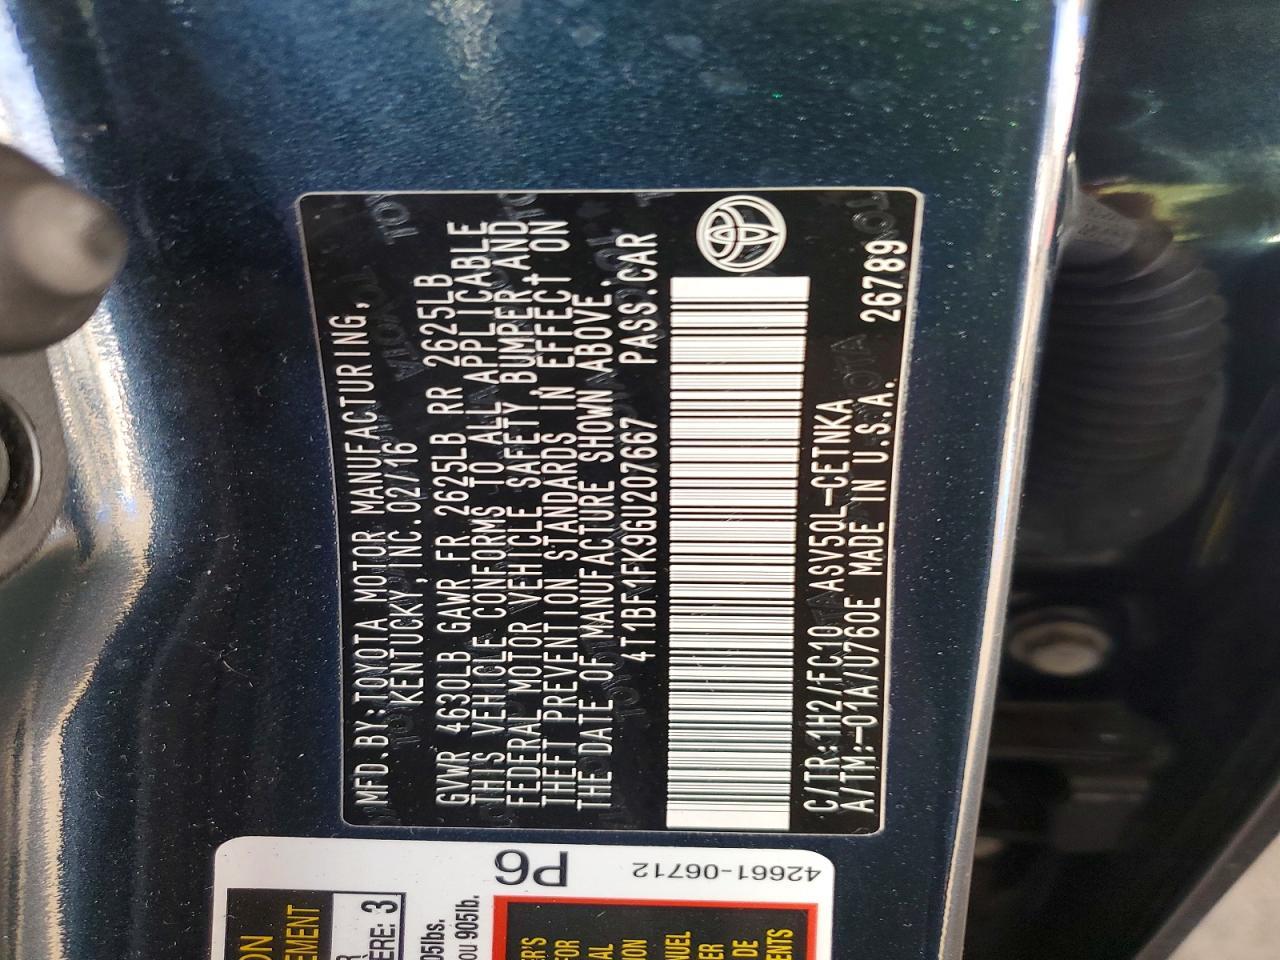 MFD.BY:TOYOTA MOTOR MANUFACTURING,
KENTUCKY,INC.02/16
GVWR 4630LB GAWR FR 2625LB RR 2625LB
THIS VEHICLE CONFORMS TO ALL APPLICABLE
FEDERAL MOTOR VEHICLE SAFETY,BUMPER,AND
THEFT PREVENTION STANDARDS IN EFFECT ON
THE DATE OF MANUFACTURE SHOWN ABOVE.
4T1BF1FK9GU207667 PASS.CAR
C/TR:1H2/FC10 ASV50L-CETNKA
A/TM:-01A/U760E MADE IN U.S.A. 26789
P6
42661-06712
3
ou 905lb.